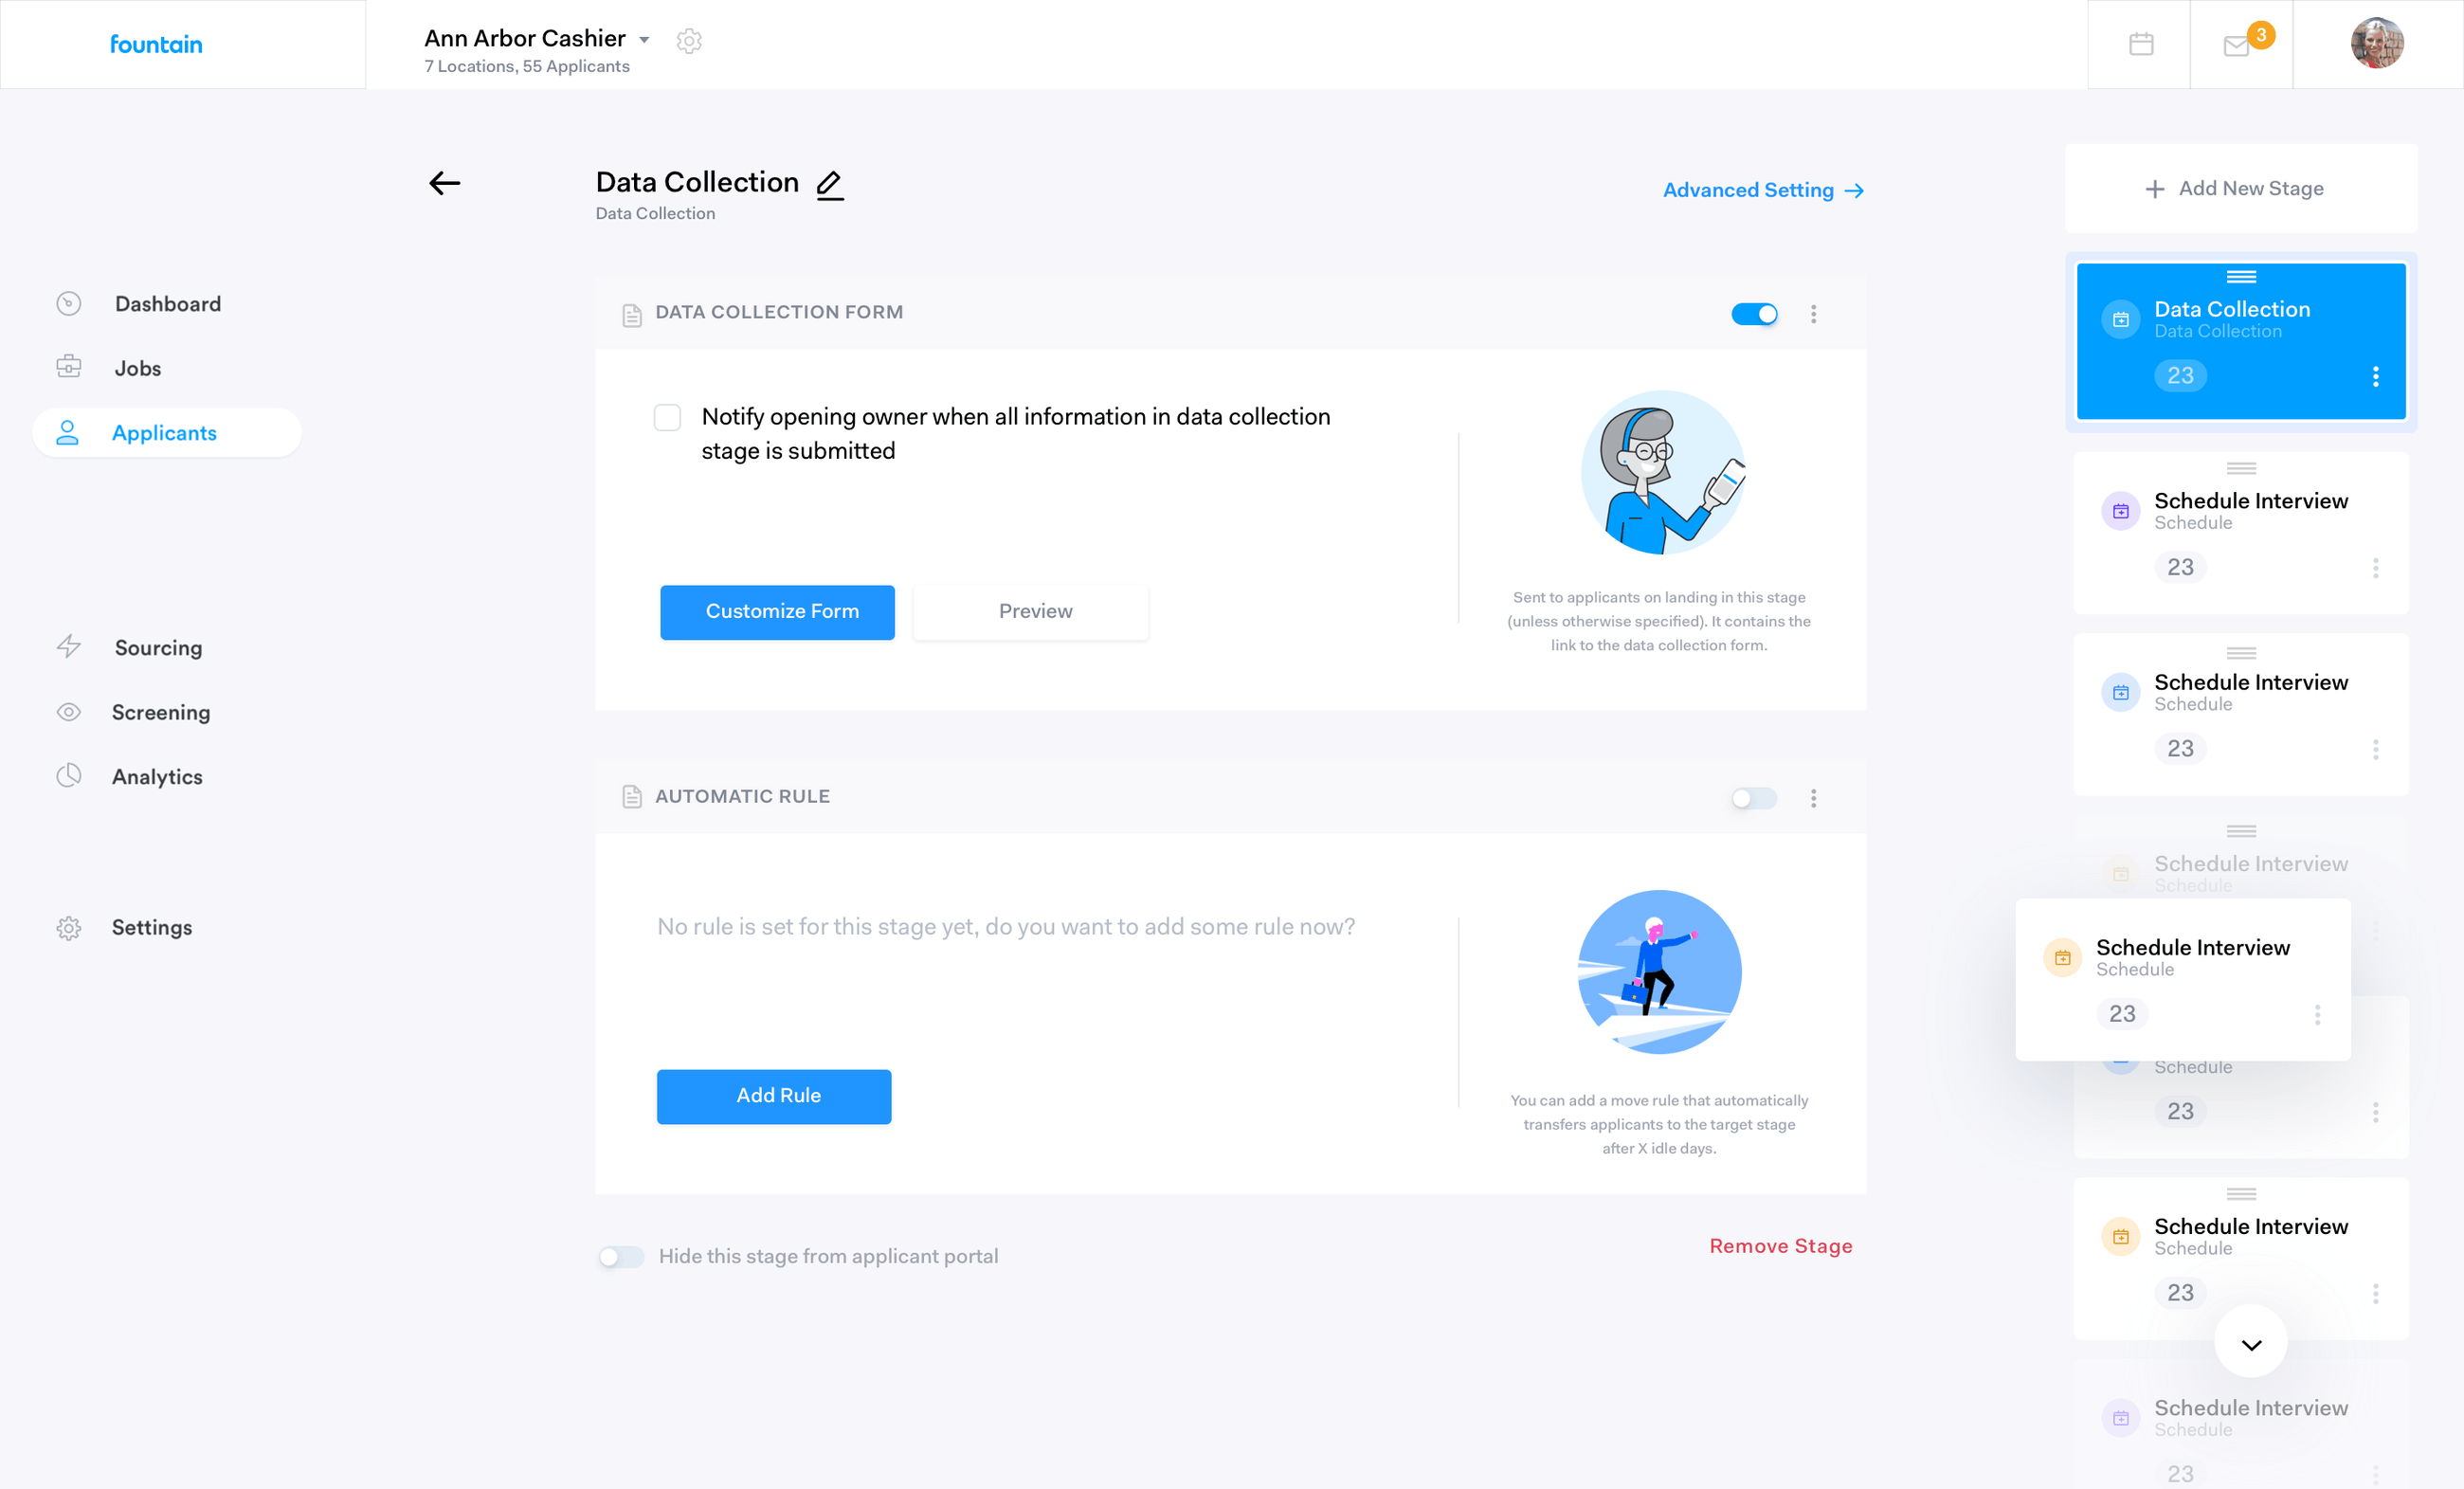 fountain
Ann Arbor Cashier
7 Locations, 55 Applicants
3
Dashboard
Jobs
Applicants
Sourcing
Screening
Analytics
Settings
Data Collection
Data Collection
Advanced Setting
DATA COLLECTION FORM
Notify opening owner when all information in data collection
stage is submitted
Customize Form
Preview
Sent to applicants on landing in this stage
(unless otherwise specified). It contains the
link to the data collection form.
AUTOMATIC RULE
No rule is set for this stage yet, do you want to add some rule now?
Add Rule
You can add a move rule that automatically
transfers applicants to the target stage
after X idle days.
Hide this stage from applicant portal
Remove Stage
Add New Stage
Data Collection
Data Collection
23
Schedule Interview
Schedule
23
Schedule Interview
Schedule
23
Schedule Interview
Schedule
Schedule Interview
Schedule
23
Schedule
23
Schedule Interview
Schedule
23
Schedule Interview
Schedule
23